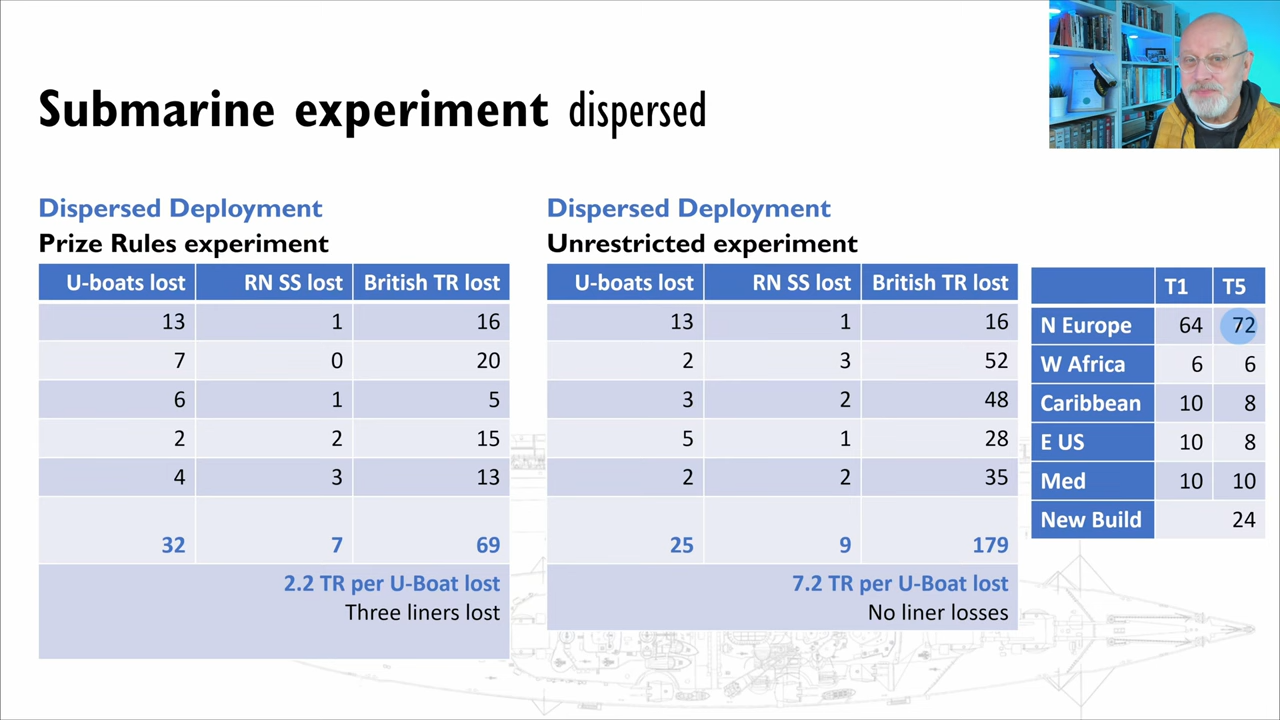 Submarine experiment dispersed
Dispersed Deployment
Prize Rules experiment
U-boats lost RN SS lost British TR lost
13 1 16
7 0 20
6 1 5
2 2 15
4 3 13
32 7 69
2.2 TR per U-Boat lost
Three liners lost
Dispersed Deployment
Unrestricted experiment
U-boats lost RN SS lost British TR lost
13 1 16
2 3 52
3 2 48
5 1 28
2 2 35
25 9 179
7.2 TR per U-Boat lost
No liner losses
T1 T5
N Europe 64 72
W Africa 6 6
Caribbean 10 8
E US 10 8
Med 10 10
New Build 24